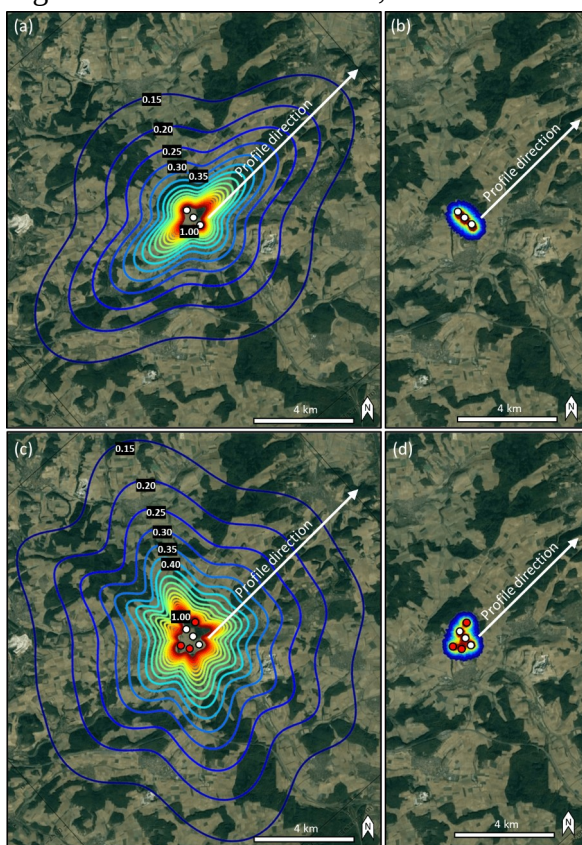 (a)
0.15
0.20
0.25
0.30
0.35
1.00
Profile direction
4 km
N
(b)
Profile direction
4 km
N
(c)
0.15
0.20
0.25
0.30
0.35
0.40
1.00
Profile direction
4 km
N
(d)
Profile direction
4 km
N